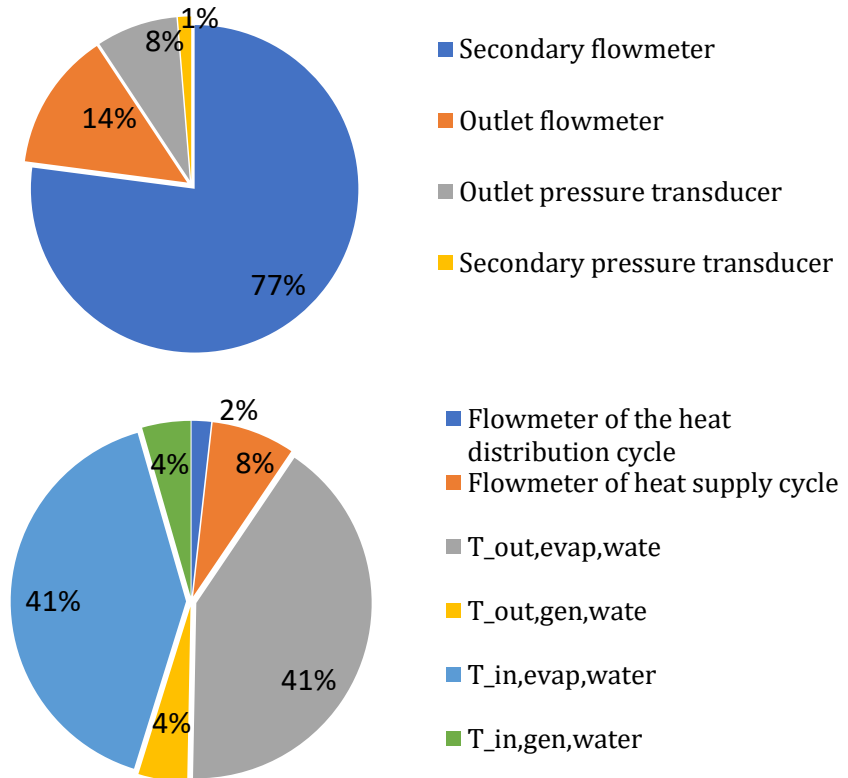 1%
8%
14%
77%
Secondary flowmeter
Outlet flowmeter
Outlet pressure transducer
Secondary pressure transducer
2%
8%
4%
41%
41%
4%
Flowmeter of the heat
distribution cycle
Flowmeter of heat supply cycle
T_out,evap,wate
T_out,gen,wate
T_in,evap,water
T_in,gen,water